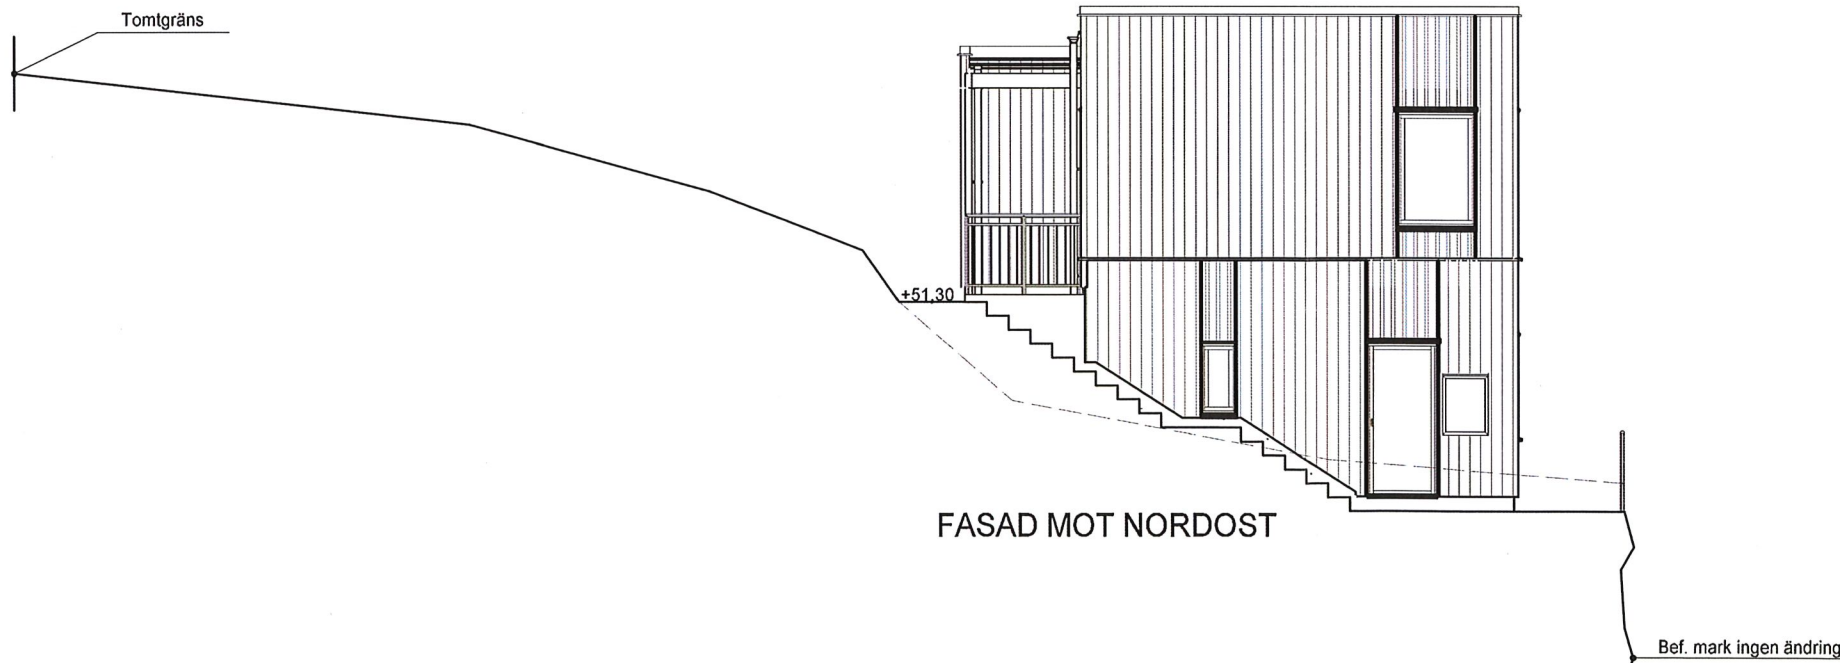 Tomtgräns
+51,30
FASAD MOT NORDOST
Bef. mark ingen ändring